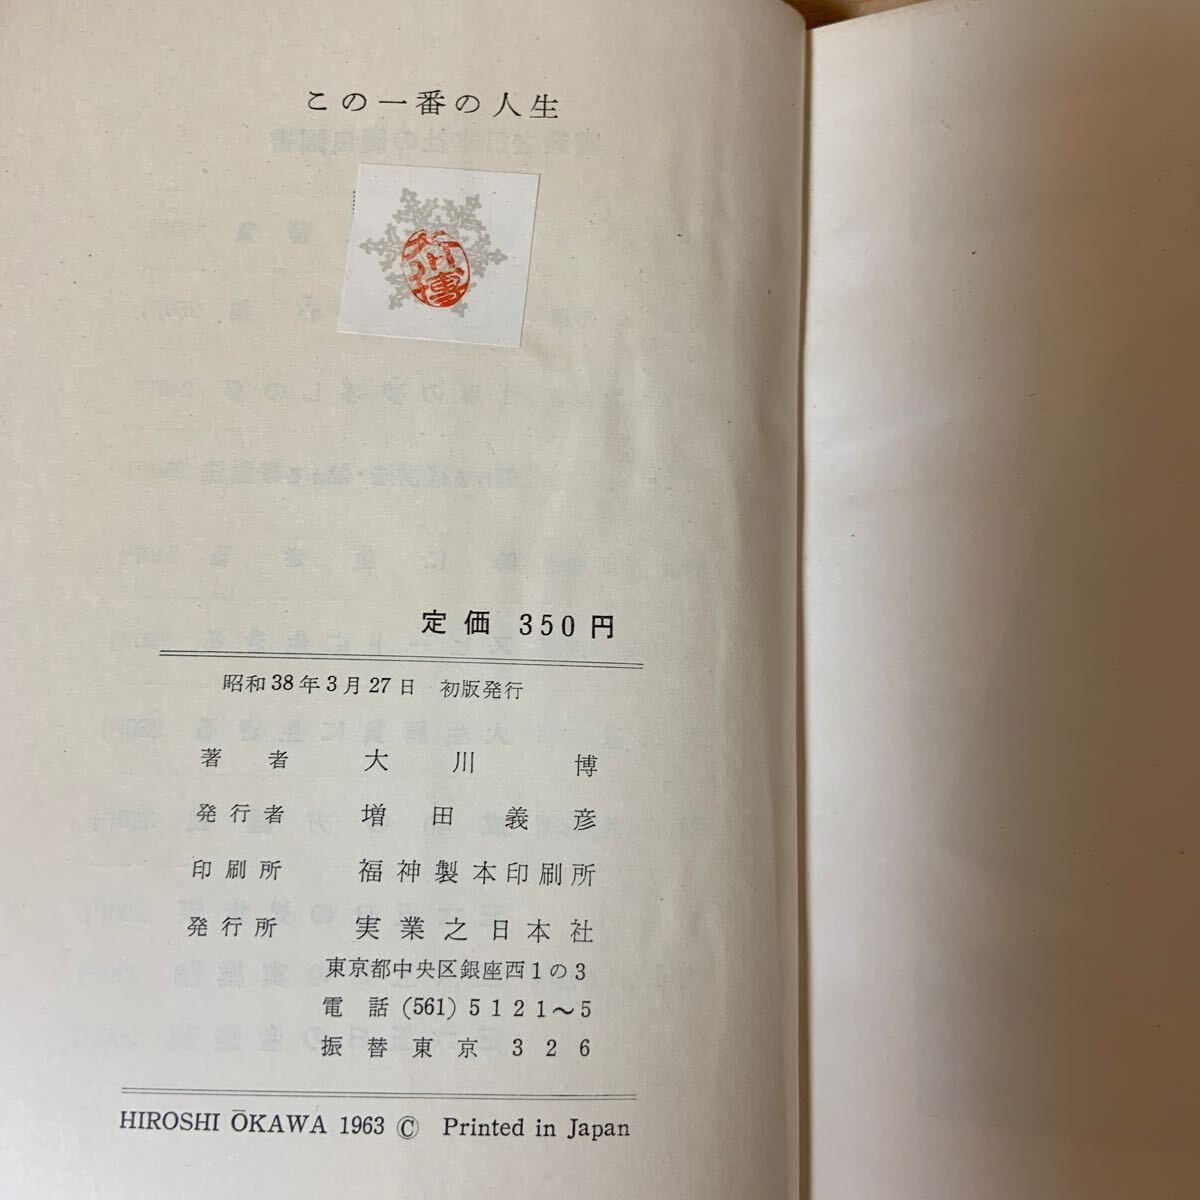 この一番の人生
定価 350円
昭和38年3月27日 初版発行
著者 大川博
発行者 増田義彦
印刷所 福神製本印刷所
発行所 実業之日本社
東京都中央区銀座西1の3
電話(561)5121～5
振替東京 326
HIROSHI ŌKAWA 1963 © Printed in Japan